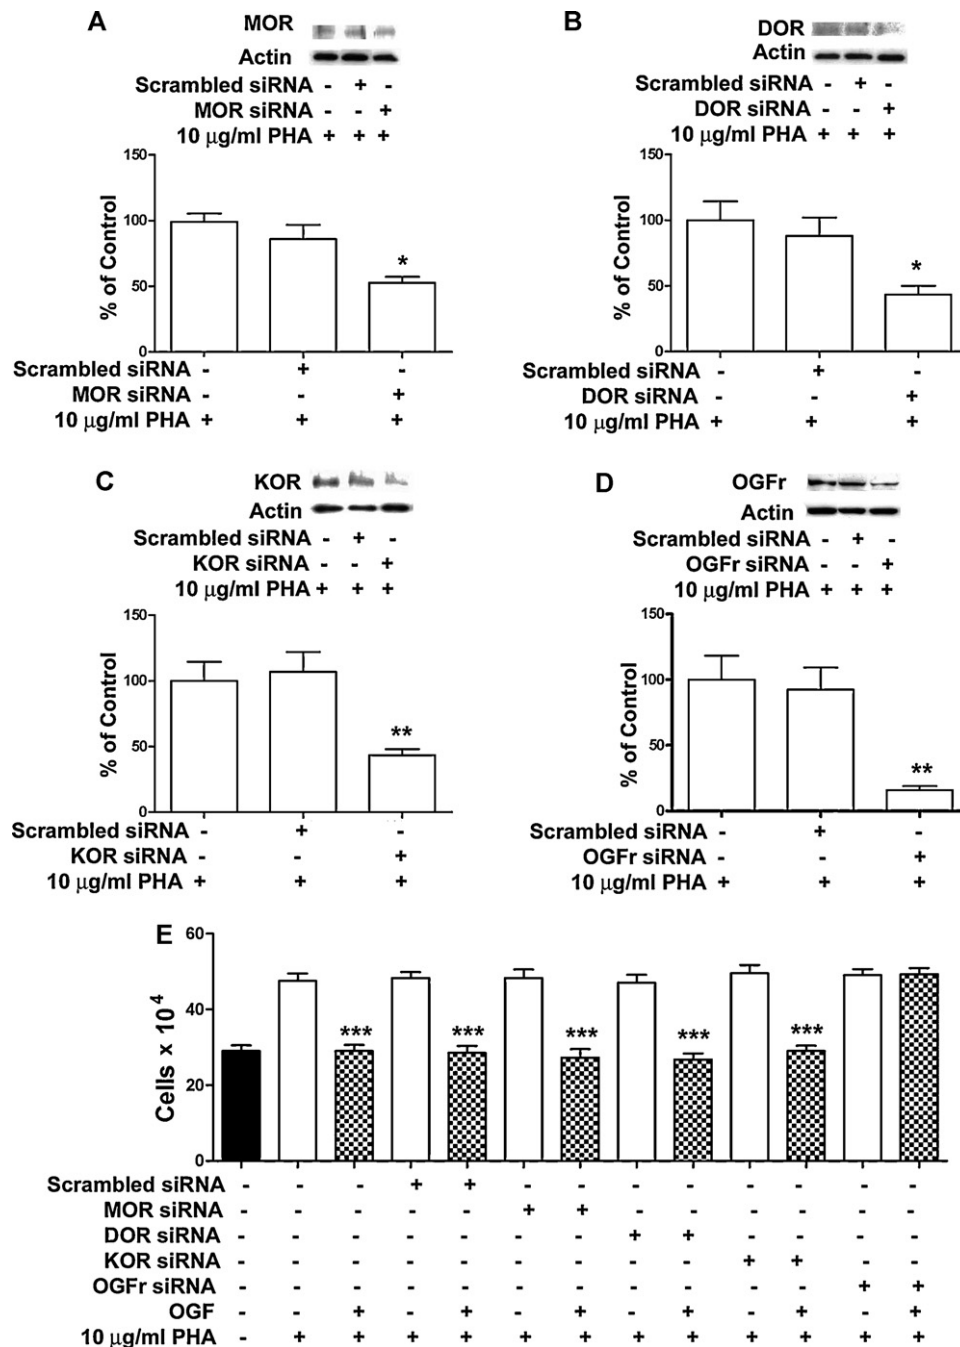 A
MOR
Actin
Scrambled siRNA - + -
MOR siRNA - - +
10 µg/ml PHA + + +
150
100
50
0
% of Control
*
Scrambled siRNA - + -
MOR siRNA - - +
10 µg/ml PHA + + +
B
DOR
Actin
Scrambled siRNA - + -
DOR siRNA - - +
10 µg/ml PHA + + +
150
100
50
0
% of Control
*
Scrambled siRNA - + -
DOR siRNA - - +
10 µg/ml PHA + + +
C
KOR
Actin
Scrambled siRNA - + -
KOR siRNA - - +
10 µg/ml PHA + + +
150
100
50
0
% of Control
**
Scrambled siRNA - + -
KOR siRNA - - +
10 µg/ml PHA + + +
D
OGFr
Actin
Scrambled siRNA - + -
OGFr siRNA - - +
10 µg/ml PHA + + +
150
100
50
0
% of Control
**
Scrambled siRNA - + -
OGFr siRNA - - +
10 µg/ml PHA + + +
E
60
40
20
0
Cells x 10⁴
*** *** *** *** ***
Scrambled siRNA - - - + + - - - - - - - -
MOR siRNA - - - - - + + - - - - - -
DOR siRNA - - - - - - - + + - - - -
KOR siRNA - - - - - - - - - + + - -
OGFr siRNA - - - - - - - - - - - + +
OGF - - + - + - + - + - + - +
10 µg/ml PHA - + + + + + + + + + + + +